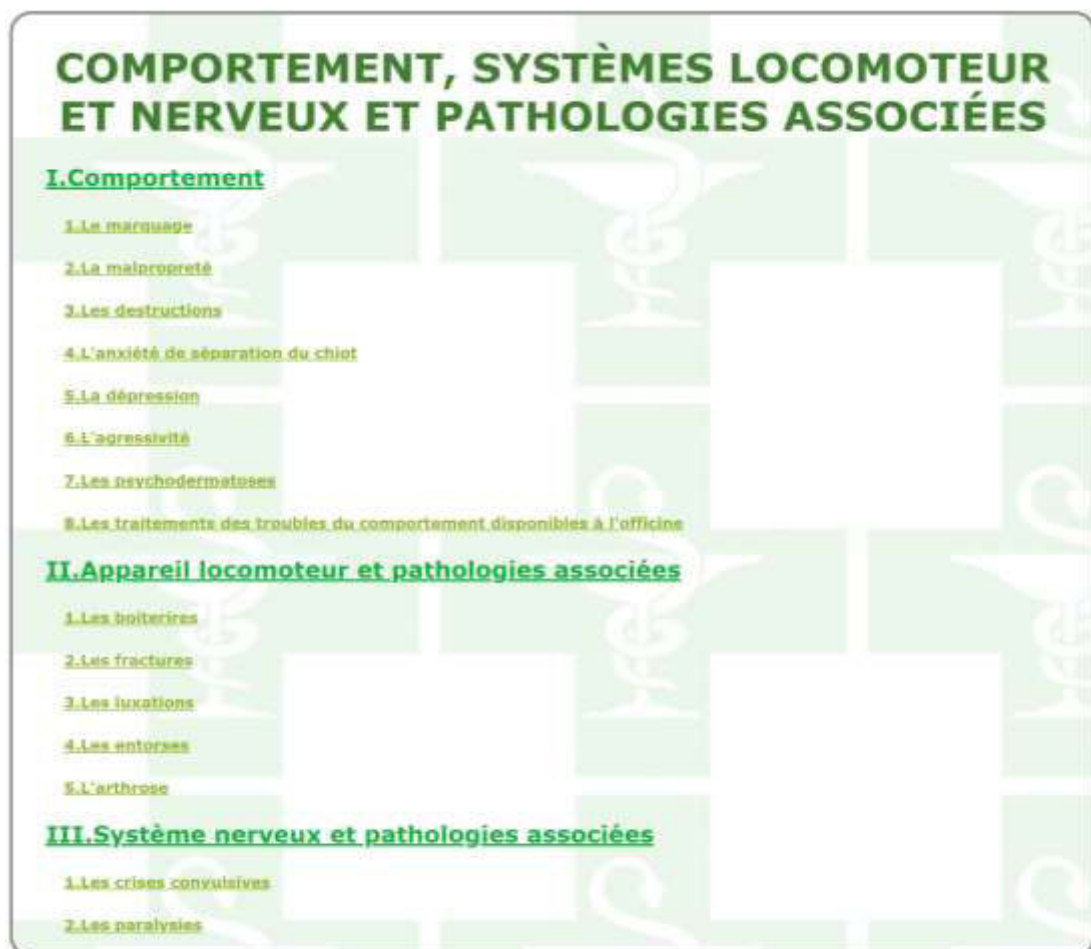 COMPORTEMENT, SYSTÈMES LOCOMOTEUR
ET NERVEUX ET PATHOLOGIES ASSOCIÉES
I.Comportement
1.Le marquage
2.La malpropreté
3.Les destructions
4.L'anxiété de séparation du chiot
5.La dépression
6.L'agressivité
7.Les psychodermatoses
8.Les traitements des troubles du comportement disponibles à l'officine
II.Appareil locomoteur et pathologies associées
1.Les boiterires
2.Les fractures
3.Les luxations
4.Les entorses
5.L'arthrose
III.Système nerveux et pathologies associées
1.Les crises convulsives
2.Les paralysies